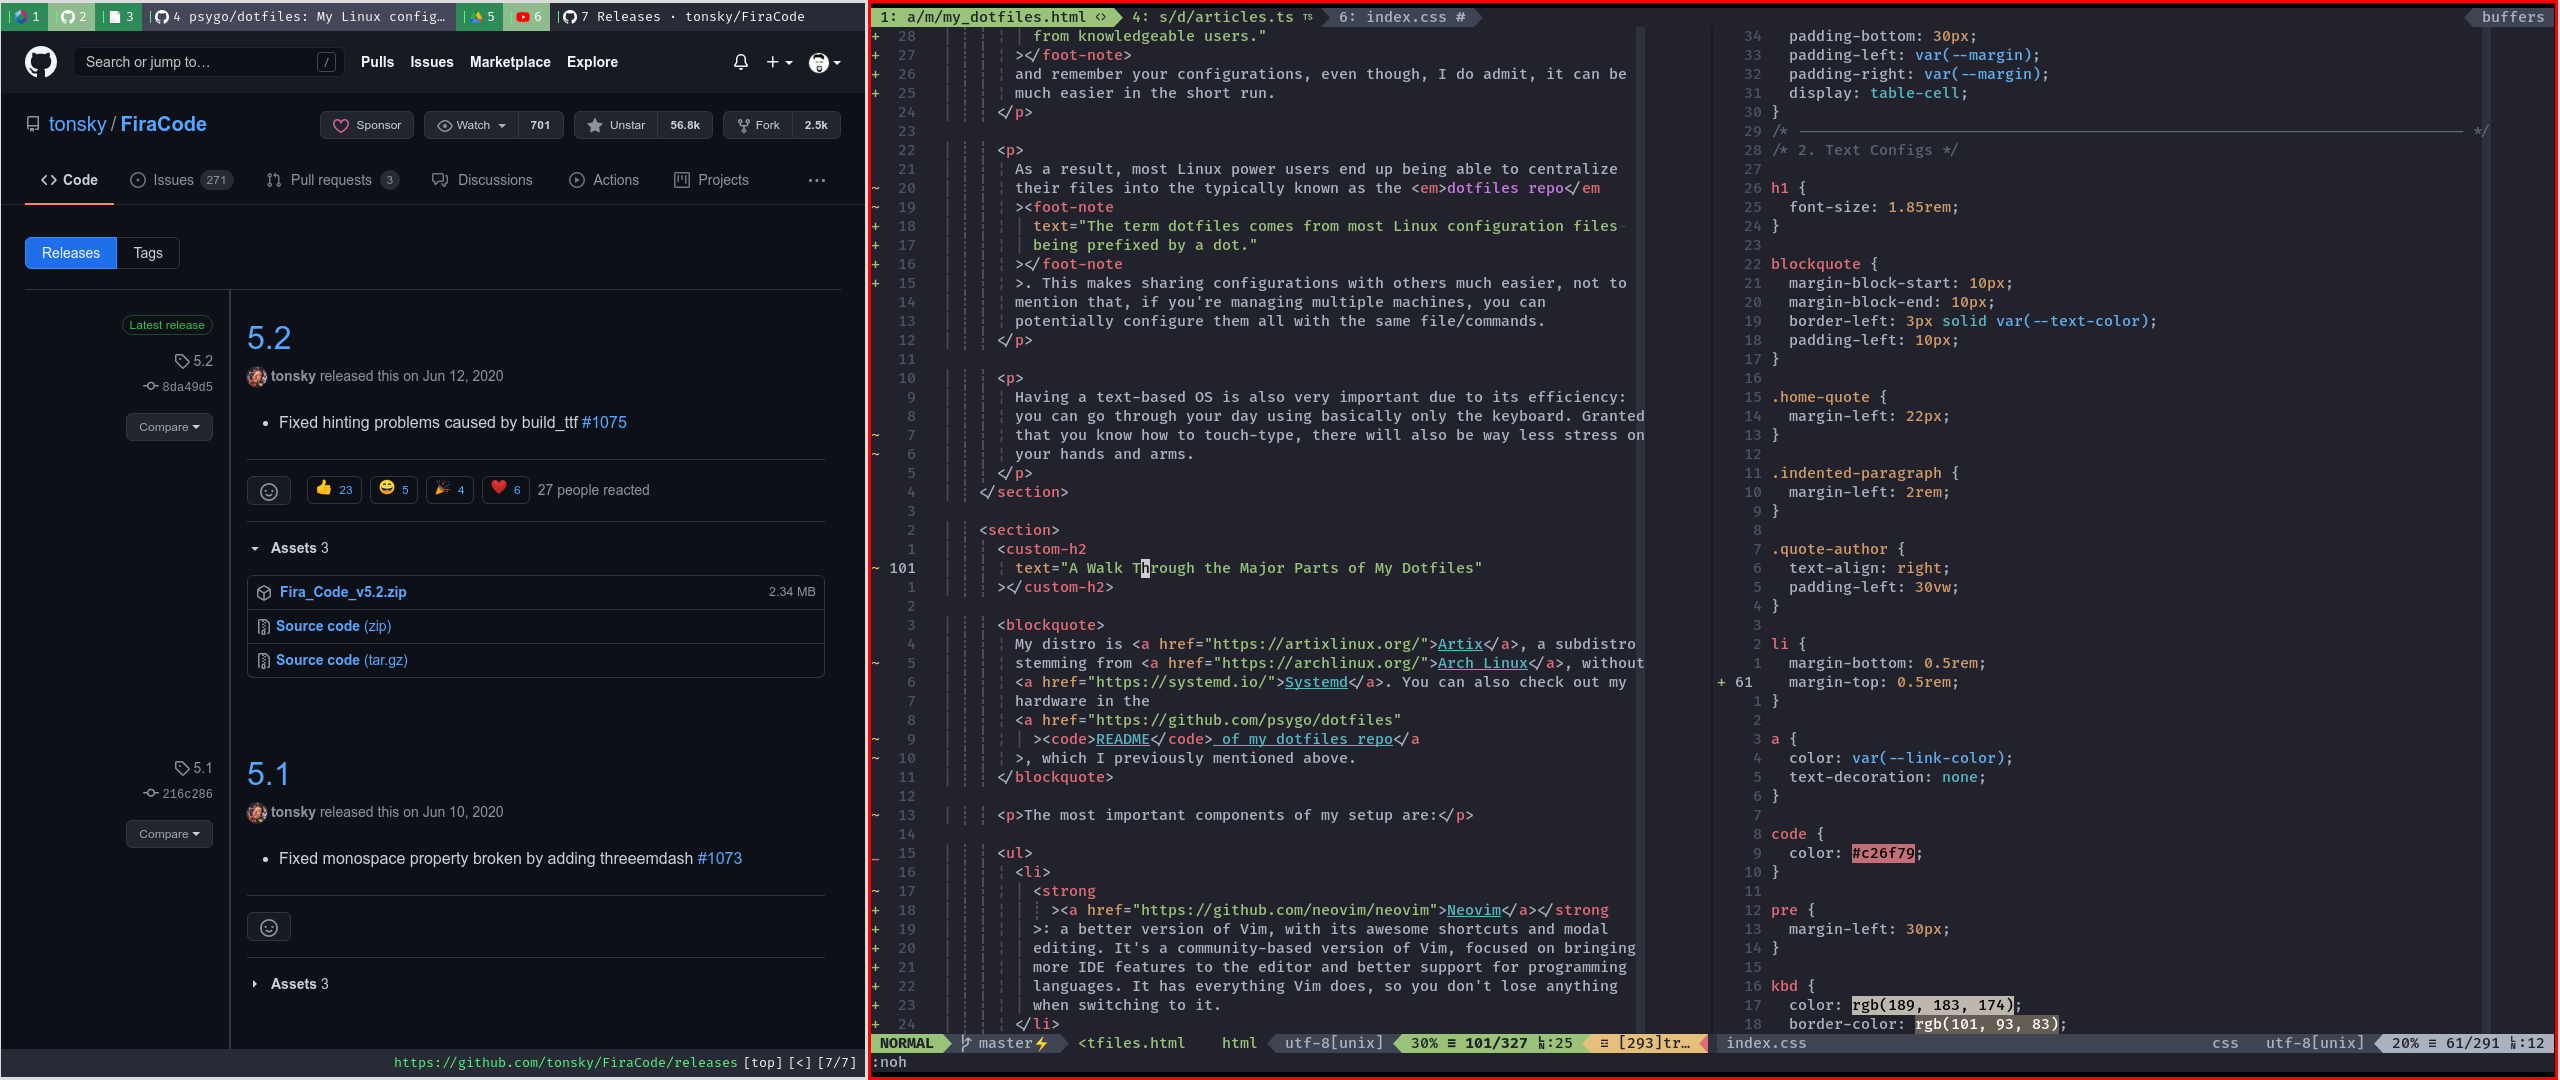 1 2 3 4 psygo/dotfiles: My Linux config… 5 6 7 Releases · tonsky/FiraCode
Search or jump to… /
Pulls Issues Marketplace Explore
tonsky / FiraCode
Sponsor Watch 701 Unstar 56.8k Fork 2.5k
<> Code Issues 271 Pull requests 3 Discussions Actions Projects ...
Releases Tags
Latest release
5.2
8da49d5
Compare
5.2
tonsky released this on Jun 12, 2020
• Fixed hinting problems caused by build_ttf #1075
👍 23 😄 5 🎉 4 ❤️ 6 27 people reacted
Assets 3
Fira_Code_v5.2.zip 2.34 MB
Source code (zip)
Source code (tar.gz)
5.1
216c286
Compare
5.1
tonsky released this on Jun 10, 2020
• Fixed monospace property broken by adding threeemdash #1073
Assets 3
https://github.com/tonsky/FiraCode/releases [top] [<] [7/7]
1: a/m/my_dotfiles.html <> 4: s/d/articles.ts TS 6: index.css # buffers
+ 28 from knowledgeable users."
+ 27 ></foot-note>
+ 26 and remember your configurations, even though, I do admit, it can be
+ 25 much easier in the short run.
24 </p>
23
22 <p>
21 As a result, most Linux power users end up being able to centralize
~ 20 their files into the typically known as the <em>dotfiles repo</em
~ 19 ><foot-note
+ 18 text="The term dotfiles comes from most Linux configuration files-
+ 17 being prefixed by a dot."
+ 16 ></foot-note
+ 15 >. This makes sharing configurations with others much easier, not to
14 mention that, if you're managing multiple machines, you can
13 potentially configure them all with the same file/commands.
12 </p>
11
10 <p>
9 Having a text-based OS is also very important due to its efficiency:
8 you can go through your day using basically only the keyboard. Granted
~ 7 that you know how to touch-type, there will also be way less stress on
~ 6 your hands and arms.
5 </p>
4 </section>
3
2 <section>
1 <custom-h2
~ 101 text="A Walk Through the Major Parts of My Dotfiles"
1 ></custom-h2>
2
3 <blockquote>
4 My distro is <a href="https://artixlinux.org/">Artix</a>, a subdistro
~ 5 stemming from <a href="https://archlinux.org/">Arch Linux</a>, without
6 <a href="https://systemd.io/">Systemd</a>. You can also check out my
7 hardware in the
8 <a href="https://github.com/psygo/dotfiles"
~ 9 ><code>README</code> of my dotfiles repo</a
~ 10 >, which I previously mentioned above.
11 </blockquote>
12
~ 13 <p>The most important components of my setup are:</p>
14
_ 15 <ul>
16 <li>
~ 17 <strong
+ 18 ><a href="https://github.com/neovim/neovim">Neovim</a></strong
+ 19 >: a better version of Vim, with its awesome shortcuts and modal
+ 20 editing. It's a community-based version of Vim, focused on bringing
+ 21 more IDE features to the editor and better support for programming
+ 22 languages. It has everything Vim does, so you don't lose anything
+ 23 when switching to it.
+ 24 </li>
NORMAL master⚡ <tfiles.html html utf-8[unix] 30% ≡ 101/327 ㏑:25 ☲ [293]tr…
:noh
34 padding-bottom: 30px;
33 padding-left: var(--margin);
32 padding-right: var(--margin);
31 display: table-cell;
30 }
29 /* -------------------------------------------------------------------------- */
28 /* 2. Text Configs */
27
26 h1 {
25 font-size: 1.85rem;
24 }
23
22 blockquote {
21 margin-block-start: 10px;
20 margin-block-end: 10px;
19 border-left: 3px solid var(--text-color);
18 padding-left: 10px;
17 }
16
15 .home-quote {
14 margin-left: 22px;
13 }
12
11 .indented-paragraph {
10 margin-left: 2rem;
9 }
8
7 .quote-author {
6 text-align: right;
5 padding-left: 30vw;
4 }
3
2 li {
1 margin-bottom: 0.5rem;
+ 61 margin-top: 0.5rem;
1 }
2
3 a {
4 color: var(--link-color);
5 text-decoration: none;
6 }
7
8 code {
9 color: #c26f79;
10 }
11
12 pre {
13 margin-left: 30px;
14 }
15
16 kbd {
17 color: rgb(189, 183, 174);
18 border-color: rgb(101, 93, 83);
index.css css utf-8[unix] 20% ≡ 61/291 ㏑:12